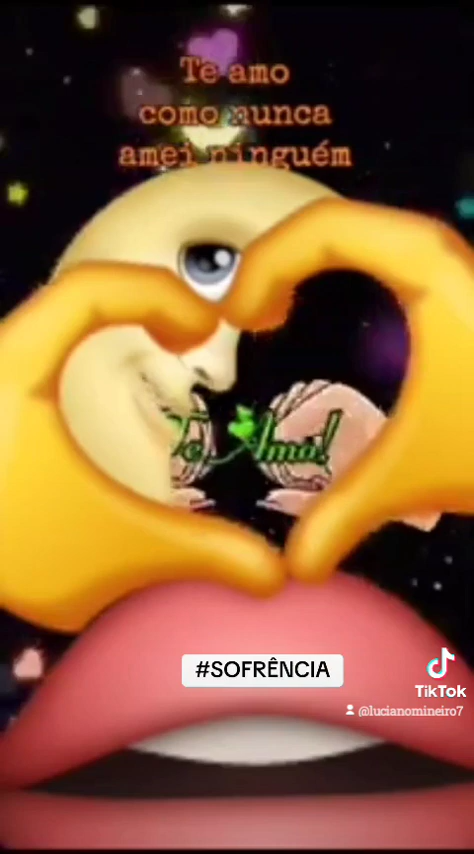 Te amo
como nunca
amei ninguém
Te Amo!
#SOFRÊNCIA
TikTok
@lucianomineiro7